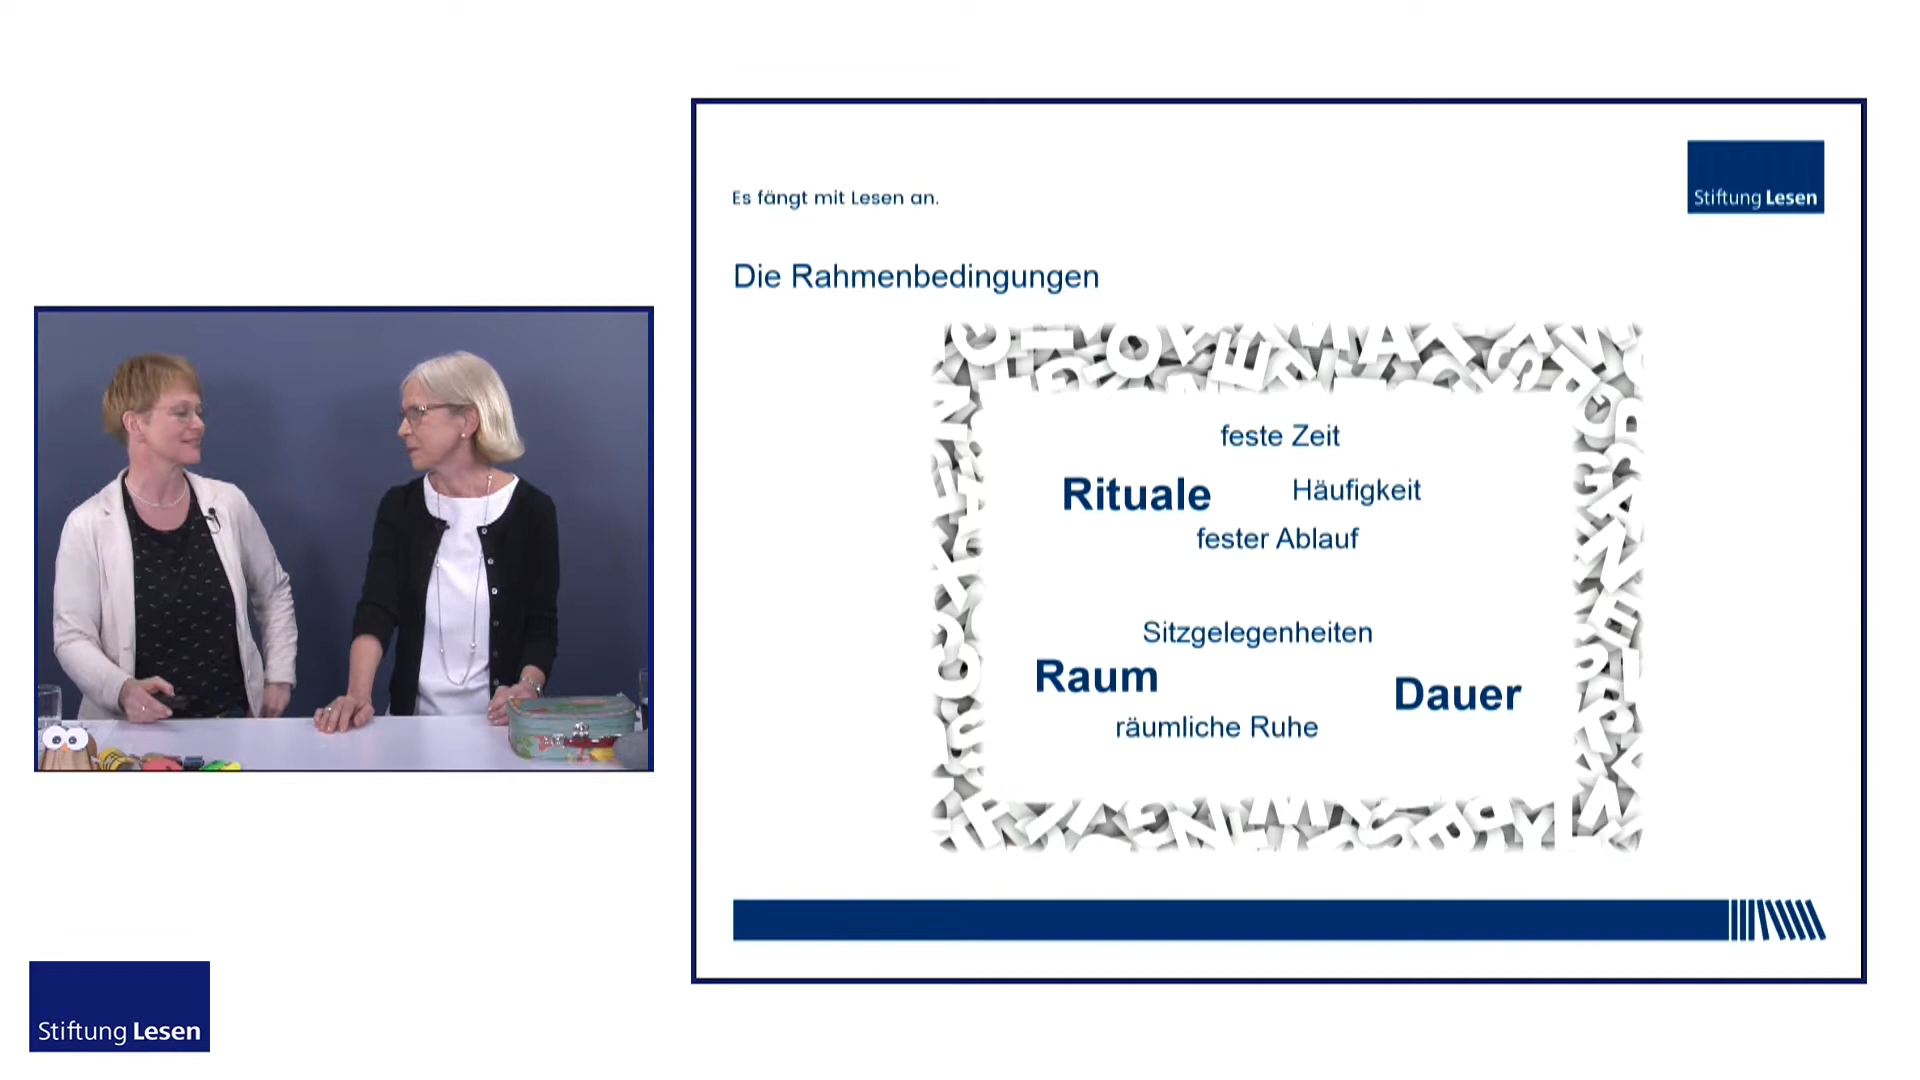 Es fängt mit Lesen an.
Stiftung Lesen
Die Rahmenbedingungen
feste Zeit
Rituale
Häufigkeit
fester Ablauf
Sitzgelegenheiten
Raum
Dauer
räumliche Ruhe
Stiftung Lesen